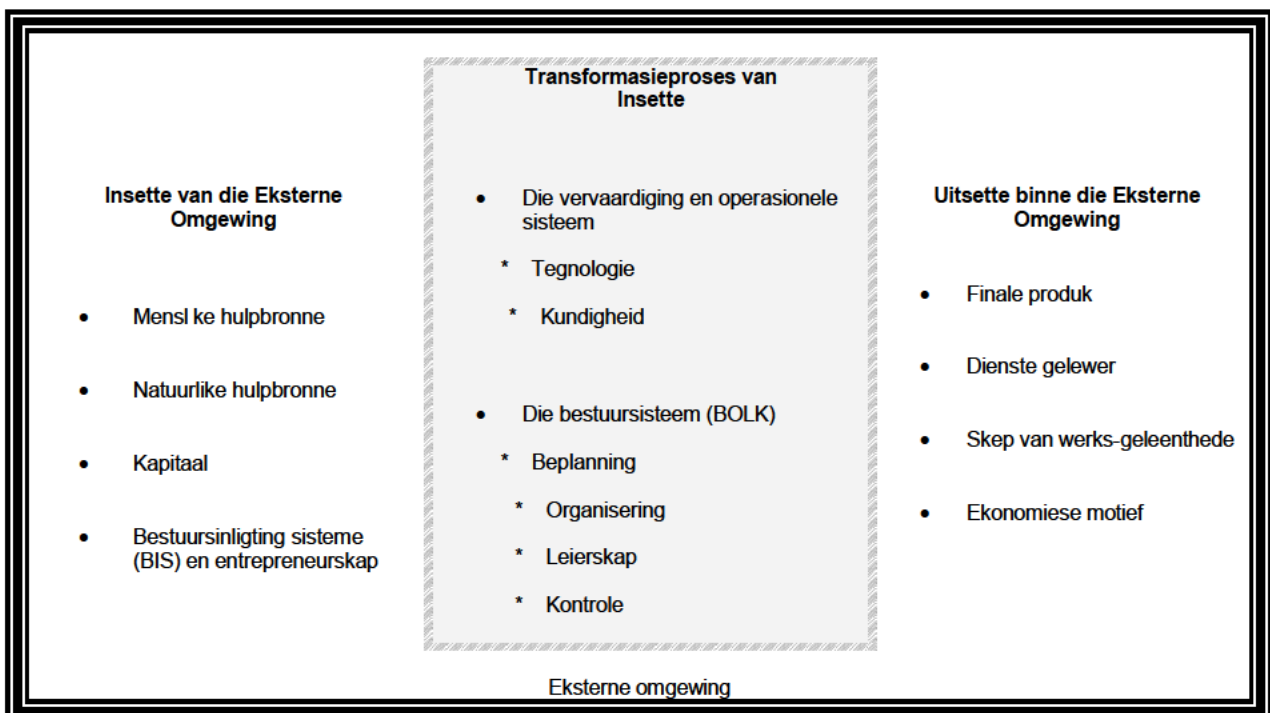 Transformasieproses van
Insette
Insette van die Eksterne
Omgewing
• Mensl ke hulpbronne
• Natuurlike hulpbronne
• Kapitaal
• Bestuursinligting sisteme
(BIS) en entrepreneurskap
• Die vervaardiging en operasionele
sisteem
* Tegnologie
* Kundigheid
• Die bestuursisteem (BOLK)
* Beplanning
* Organisering
* Leierskap
* Kontrole
Uitsette binne die Eksterne
Omgewing
• Finale produk
• Dienste gelewer
• Skep van werks-geleenthede
• Ekonomiese motief
Eksterne omgewing